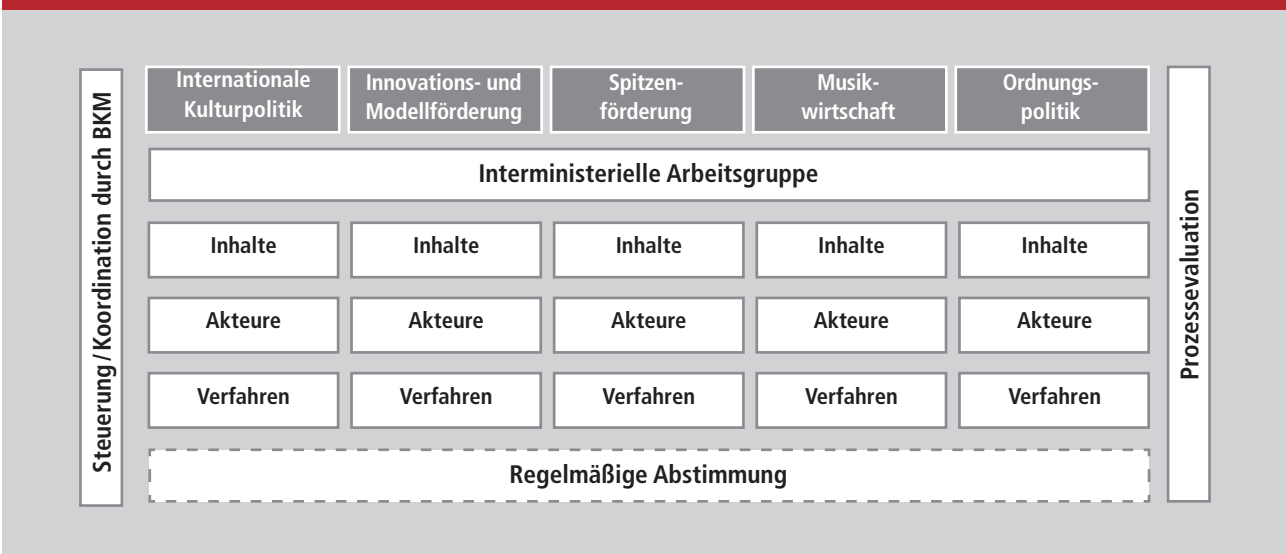 Steuerung/Koordination durch BKM
Internationale
Kulturpolitik
Innovations- und
Modellförderung
Spitzen-
förderung
Musik-
wirtschaft
Ordnungs-
politik
Interministerielle Arbeitsgruppe
Inhalte
Inhalte
Inhalte
Inhalte
Inhalte
Akteure
Akteure
Akteure
Akteure
Akteure
Verfahren
Verfahren
Verfahren
Verfahren
Verfahren
Regelmäßige Abstimmung
Prozessevaluation